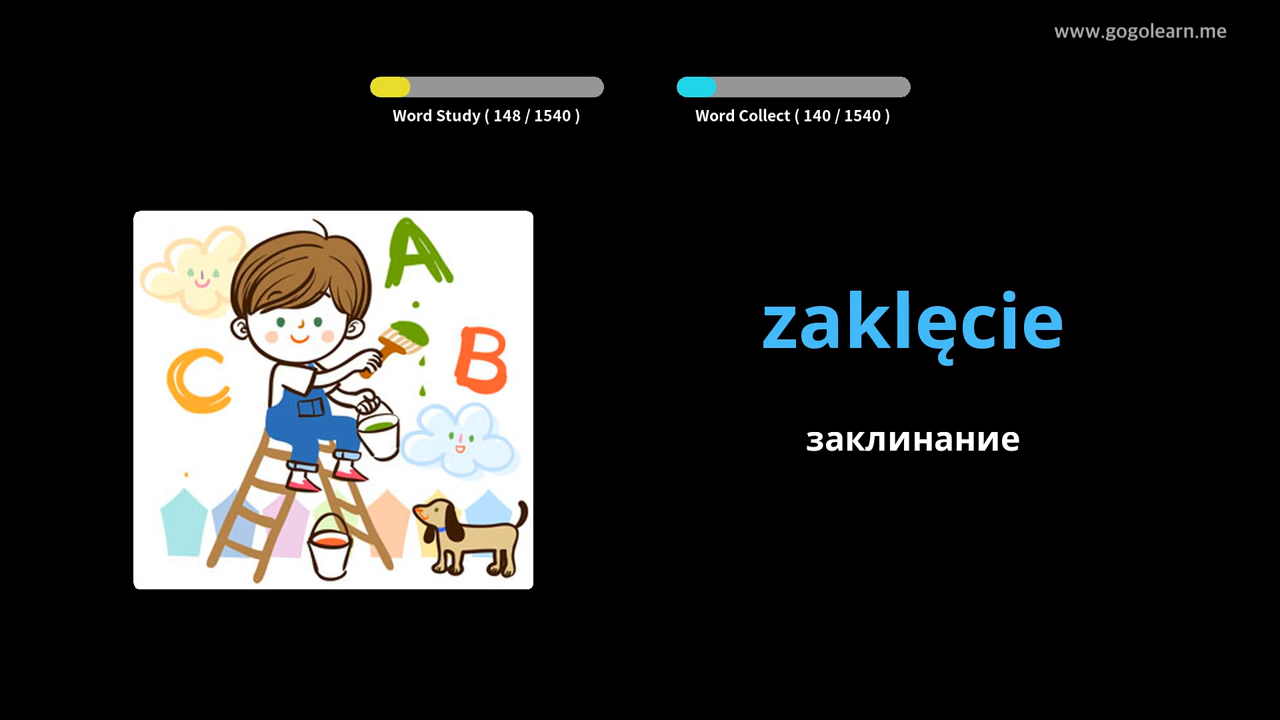 www.gogolearn.me
Word Study ( 148 / 1540 )
Word Collect ( 140 / 1540 )
A
B
C
zaklęcie
заклинание